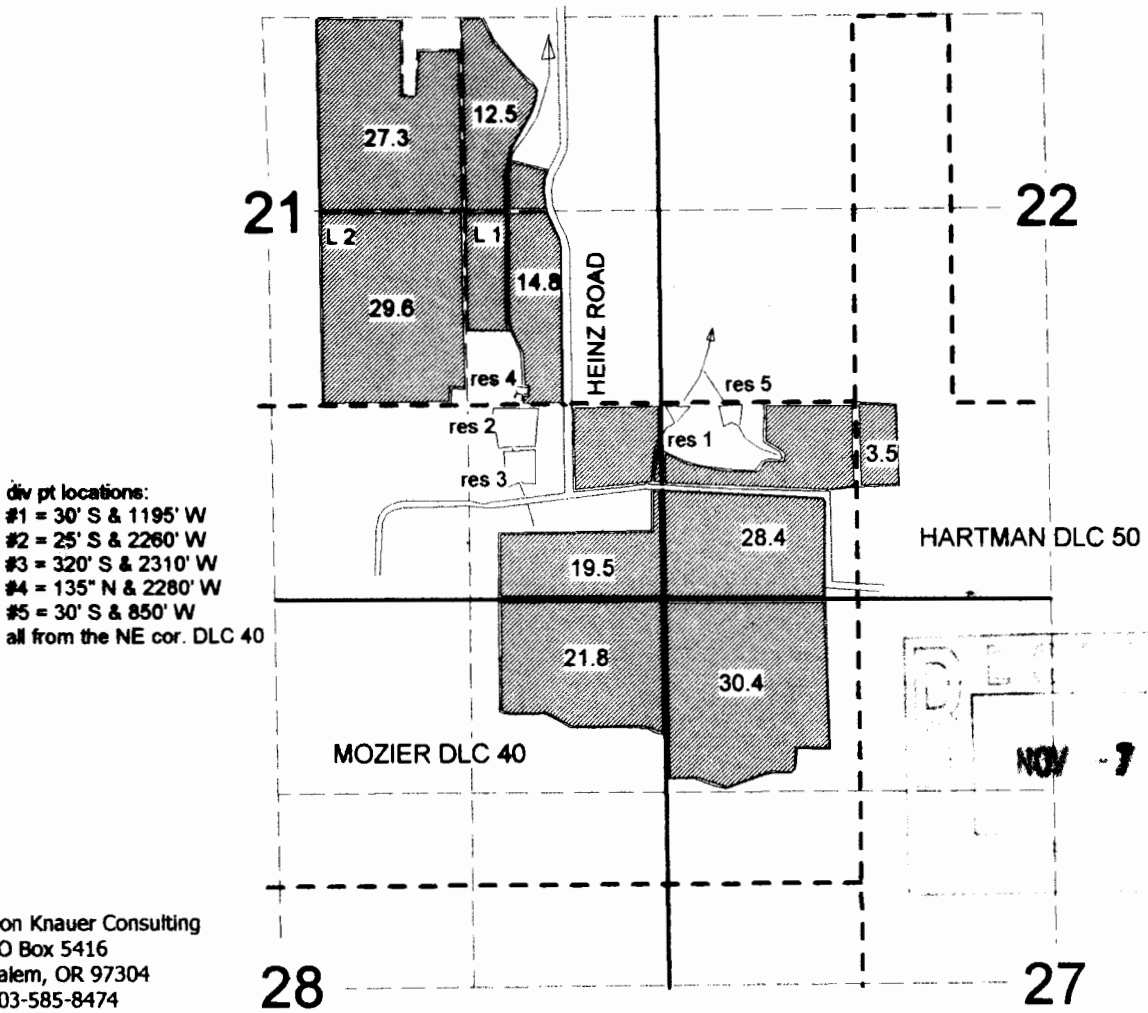 12.5
27.3
21
22
L 2
L 1
14.8
HEINZ ROAD
29.6
res 4
res 5
res 2
res 1
3.5
res 3
div pt locations:
#1 = 30' S & 1195' W
#2 = 25' S & 2260' W
#3 = 320' S & 2310' W
#4 = 135" N & 2280' W
#5 = 30' S & 850' W
all from the NE cor. DLC 40
28.4
HARTMAN DLC 50
19.5
21.8
30.4
MOZIER DLC 40
NOV
on Knauer Consulting
O Box 5416
alem, OR 97304
03-585-8474
28
27